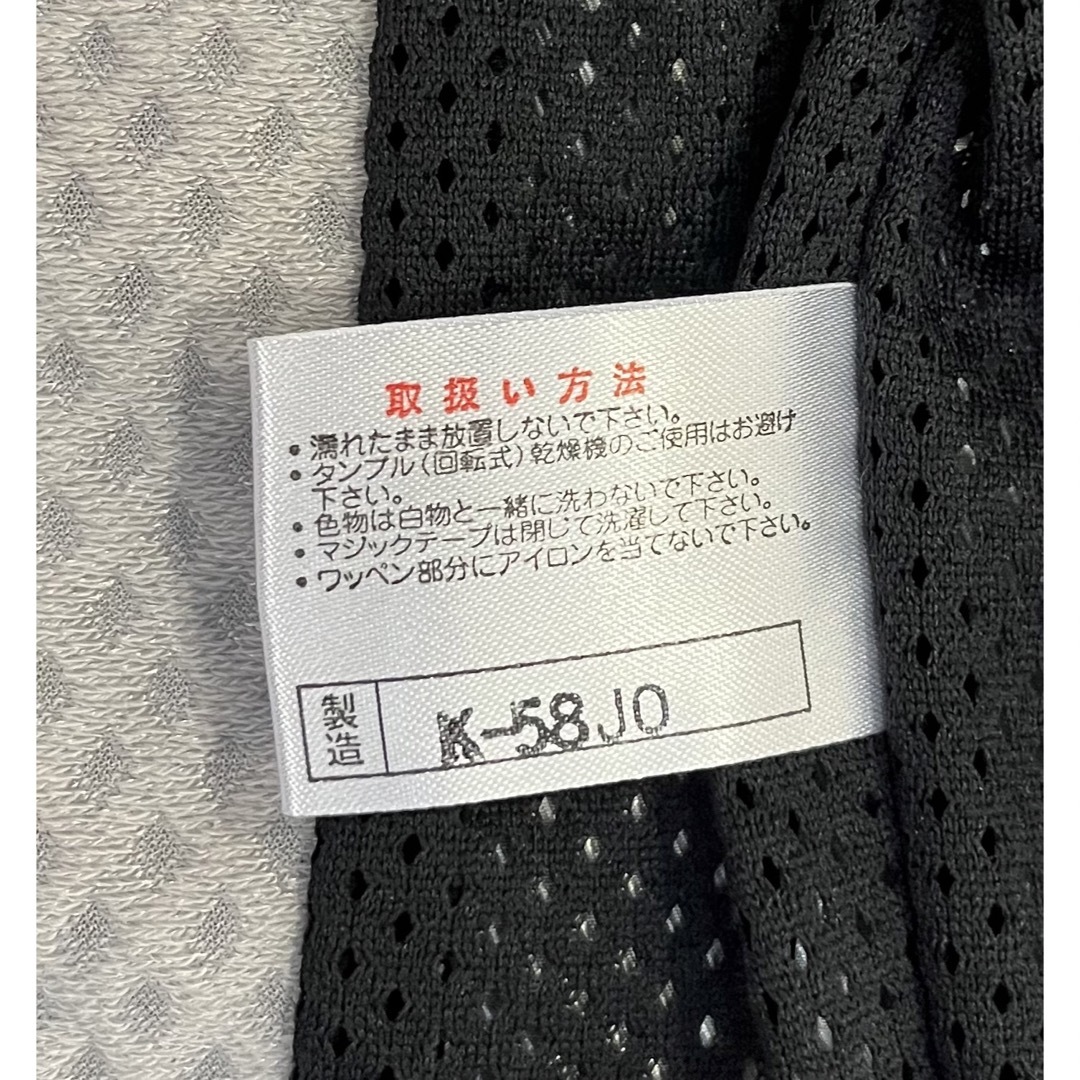 取扱い方法
・濡れたまま放置しないで下さい。
・タンブル(回転式)乾燥機のご使用はお避け
下さい。
・色物は白物と一緒に洗わないで下さい。
・マジックテープは閉じて洗濯して下さい。
・ワッペン部分にアイロンを当てないで下さい。
製造 K-58JO